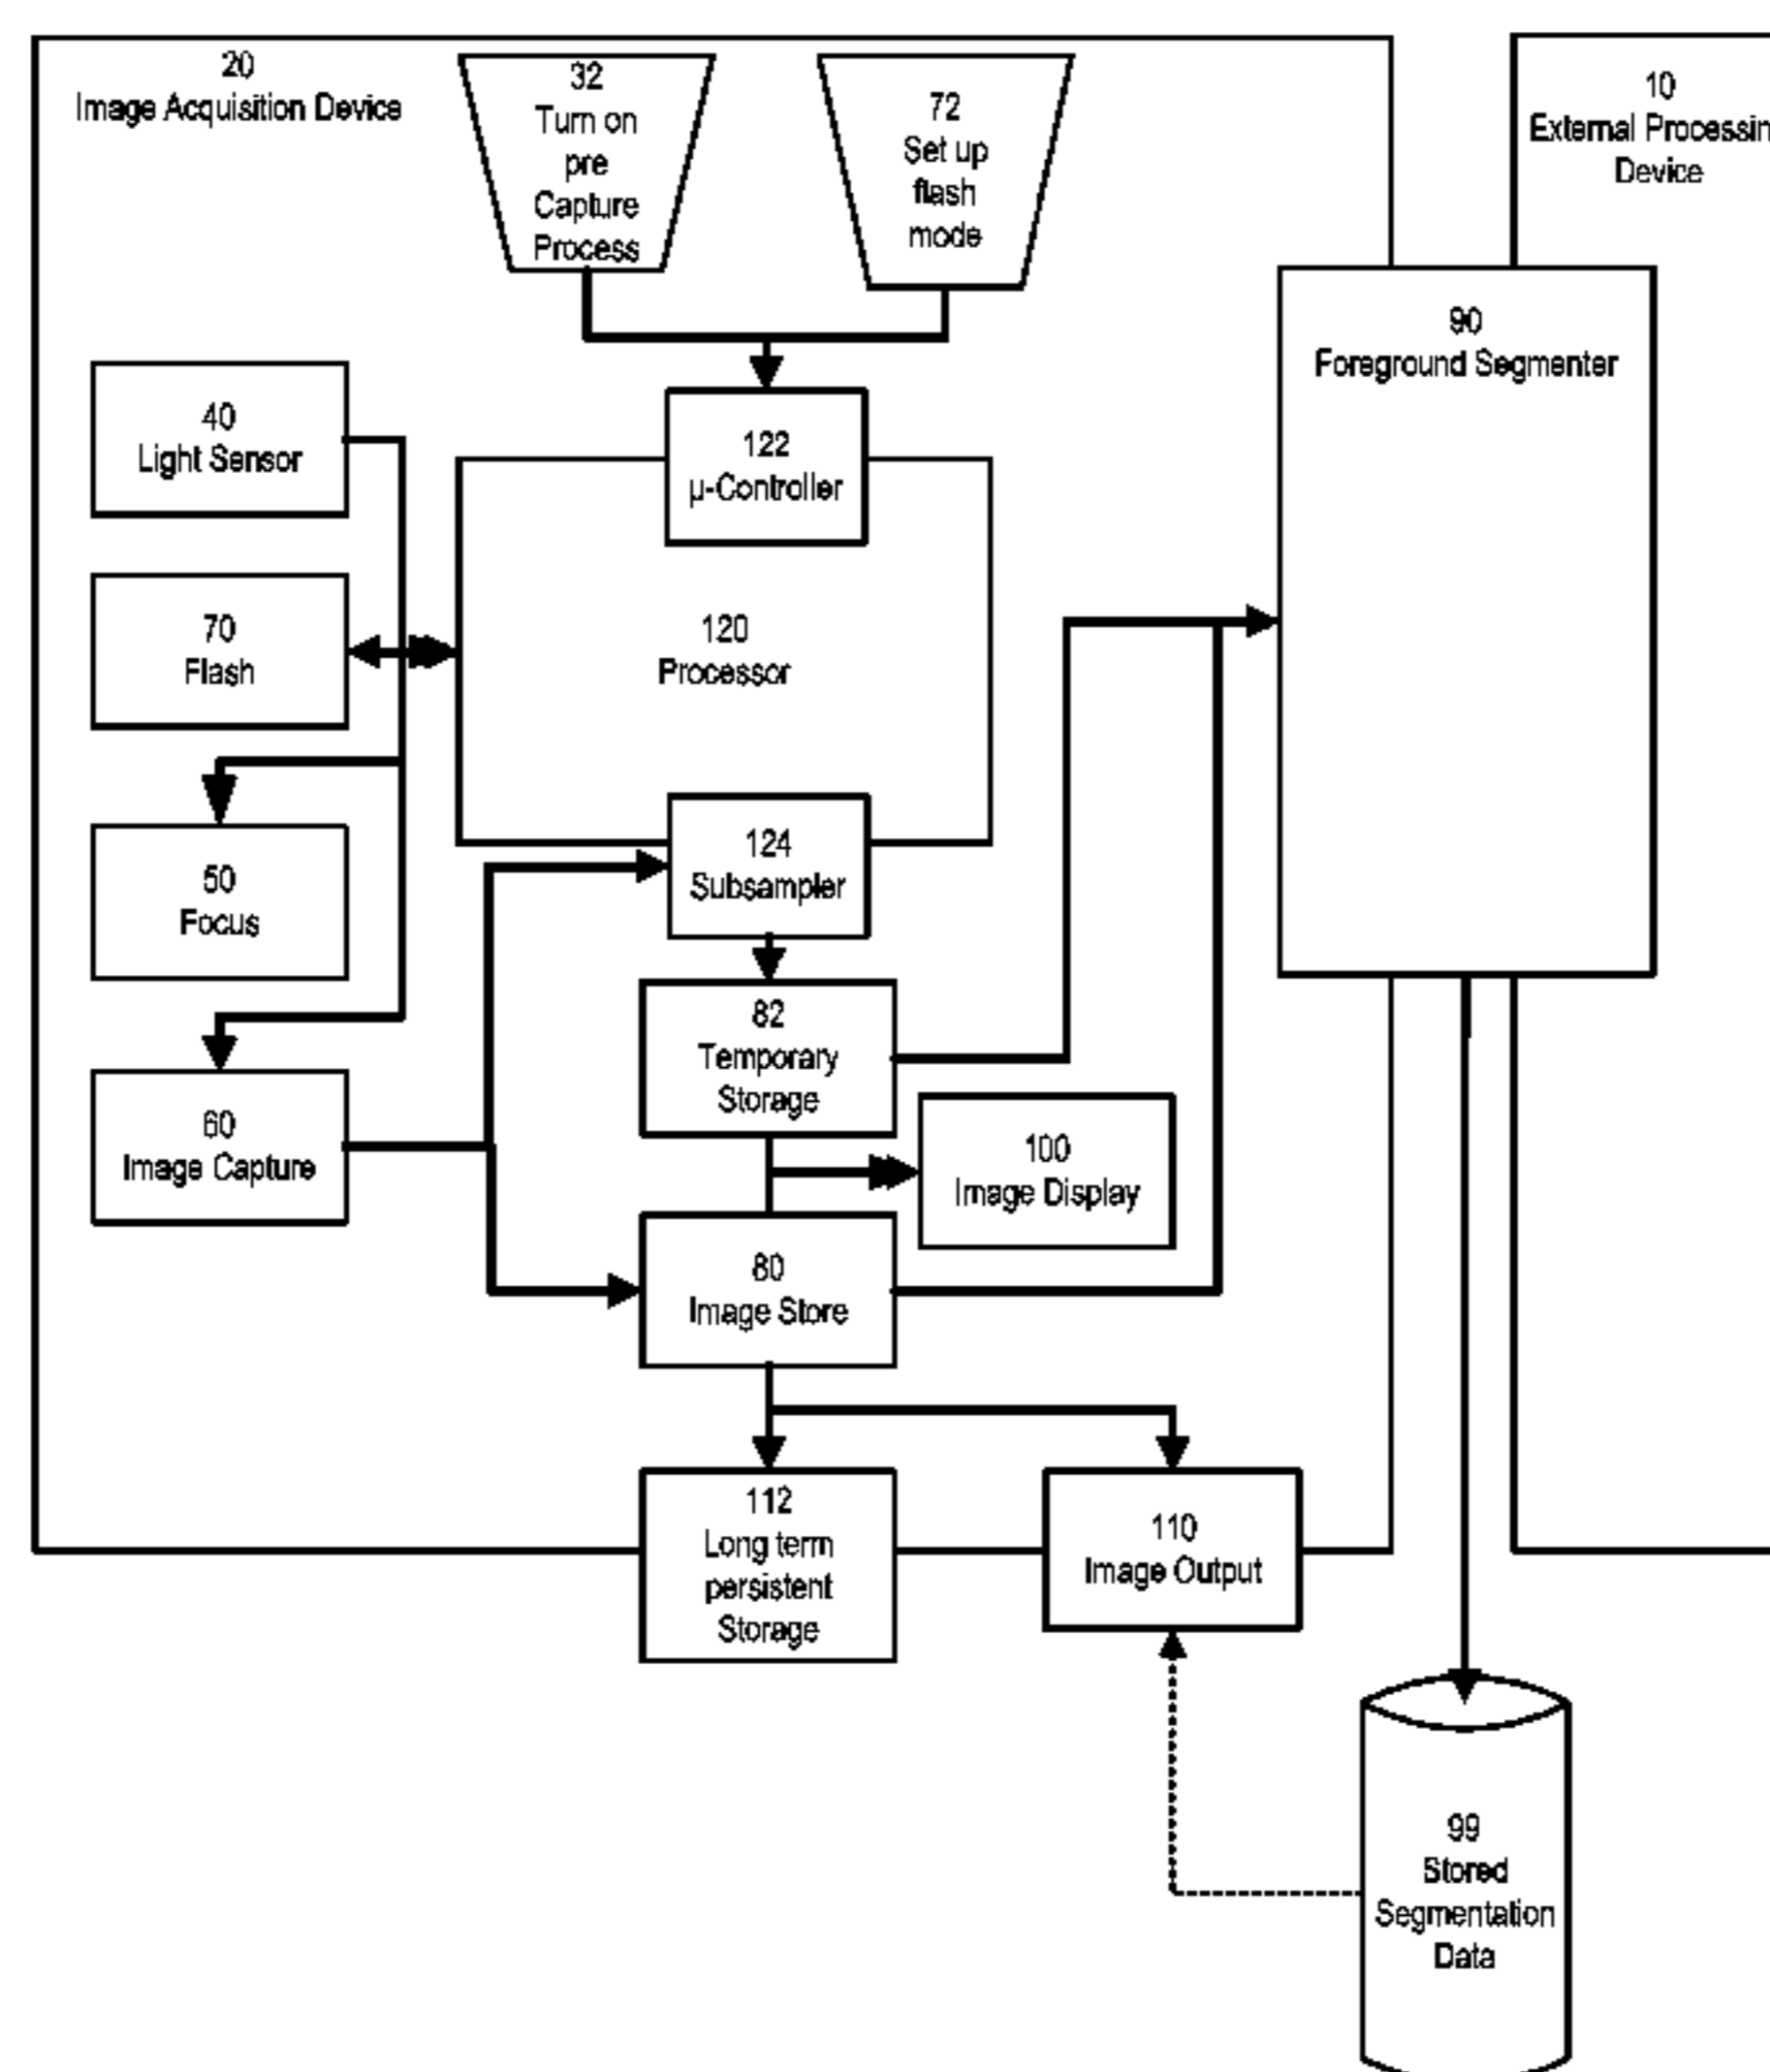 20
Image Acquisition Device
32
Turn on
pre
Capture
Process
72
Set up
flash
mode
10
External Processin
Device
90
Foreground Segmenter
40
Light Sensor
122
µ-Controller
70
Flash
120
Processor
50
Focus
124
Subsampler
82
Temporary
Storage
60
Image Capture
100
Image Display
80
Image Store
112
Long term
persistent
Storage
110
Image Output
99
Stored
Segmentation
Data